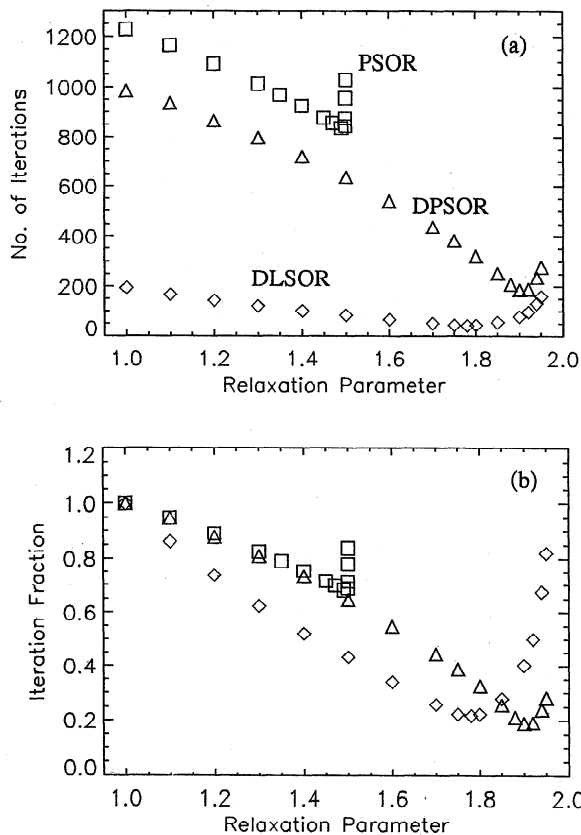 (a)
PSOR
DPSOR
DLSOR
No. of Iterations
1200
1000
800
600
400
200
0
1.0 1.2 1.4 1.6 1.8 2.0
Relaxation Parameter
(b)
Iteration Fraction
1.2
1.0
0.8
0.6
0.4
0.2
0.0
1.0 1.2 1.4 1.6 1.8 2.0
Relaxation Parameter